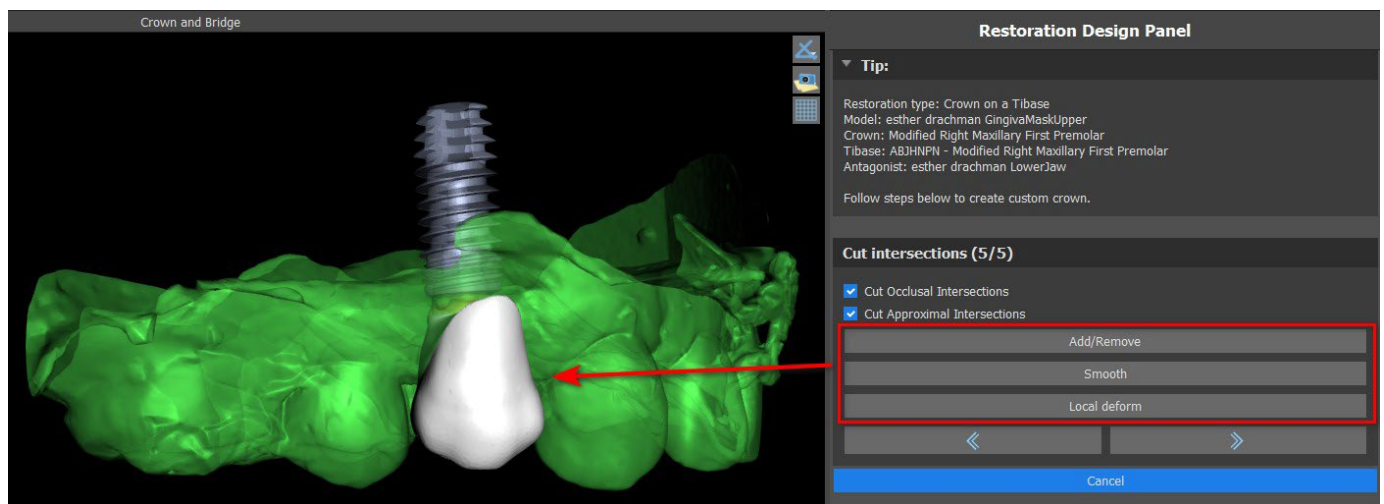 Crown and Bridge
Restoration Design Panel
Tip:
Restoration type: Crown on a Tibase
Model: esther drachman GingivaMaskUpper
Crown: Modified Right Maxillary First Premolar
Tibase: ABJHNPN - Modified Right Maxillary First Premolar
Antagonist: esther drachman LowerJaw
Follow steps below to create custom crown.
Cut intersections (5/5)
Cut Occlusal Intersections
Cut Approximal Intersections
Add/Remove
Smooth
Local deform
Cancel